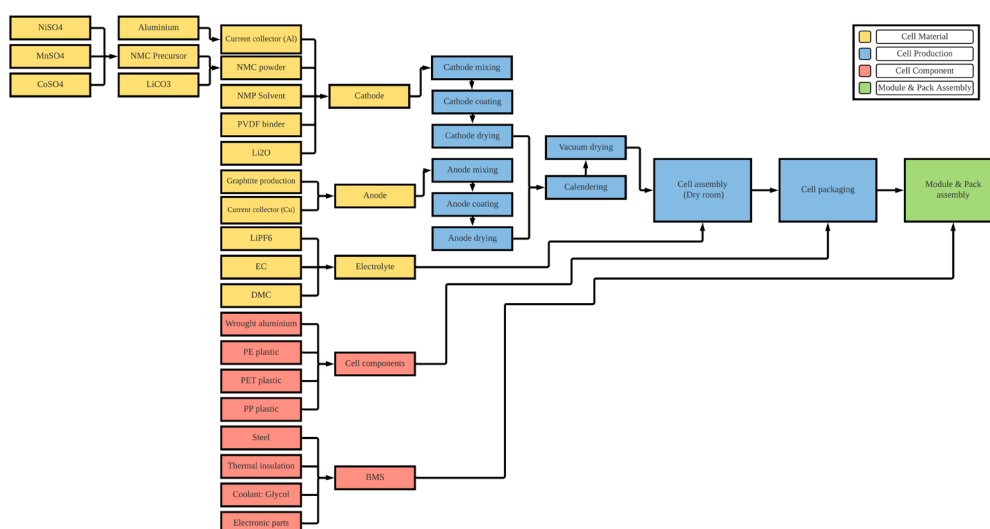 NiSO4
MnSO4
CoSO4
Aluminium
NMC Precursor
LiCO3
Current collector (Al)
NMC powder
NMP Solvent
PVDF binder
Li2O
Graphtite production
Current collector (Cu)
LiPF6
EC
DMC
Wrought aluminium
PE plastic
PET plastic
PP plastic
Steel
Thermal insulation
Coolant: Glycol
Electronic parts
Cathode
Anode
Electrolyte
Cell components
BMS
Cathode mixing
Cathode coating
Cathode drying
Anode mixing
Anode coating
Anode drying
Vacuum drying
Calendering
Cell assembly
(Dry room)
Cell packaging
Module & Pack
assembly
Cell Material
Cell Production
Cell Component
Module & Pack Assembly